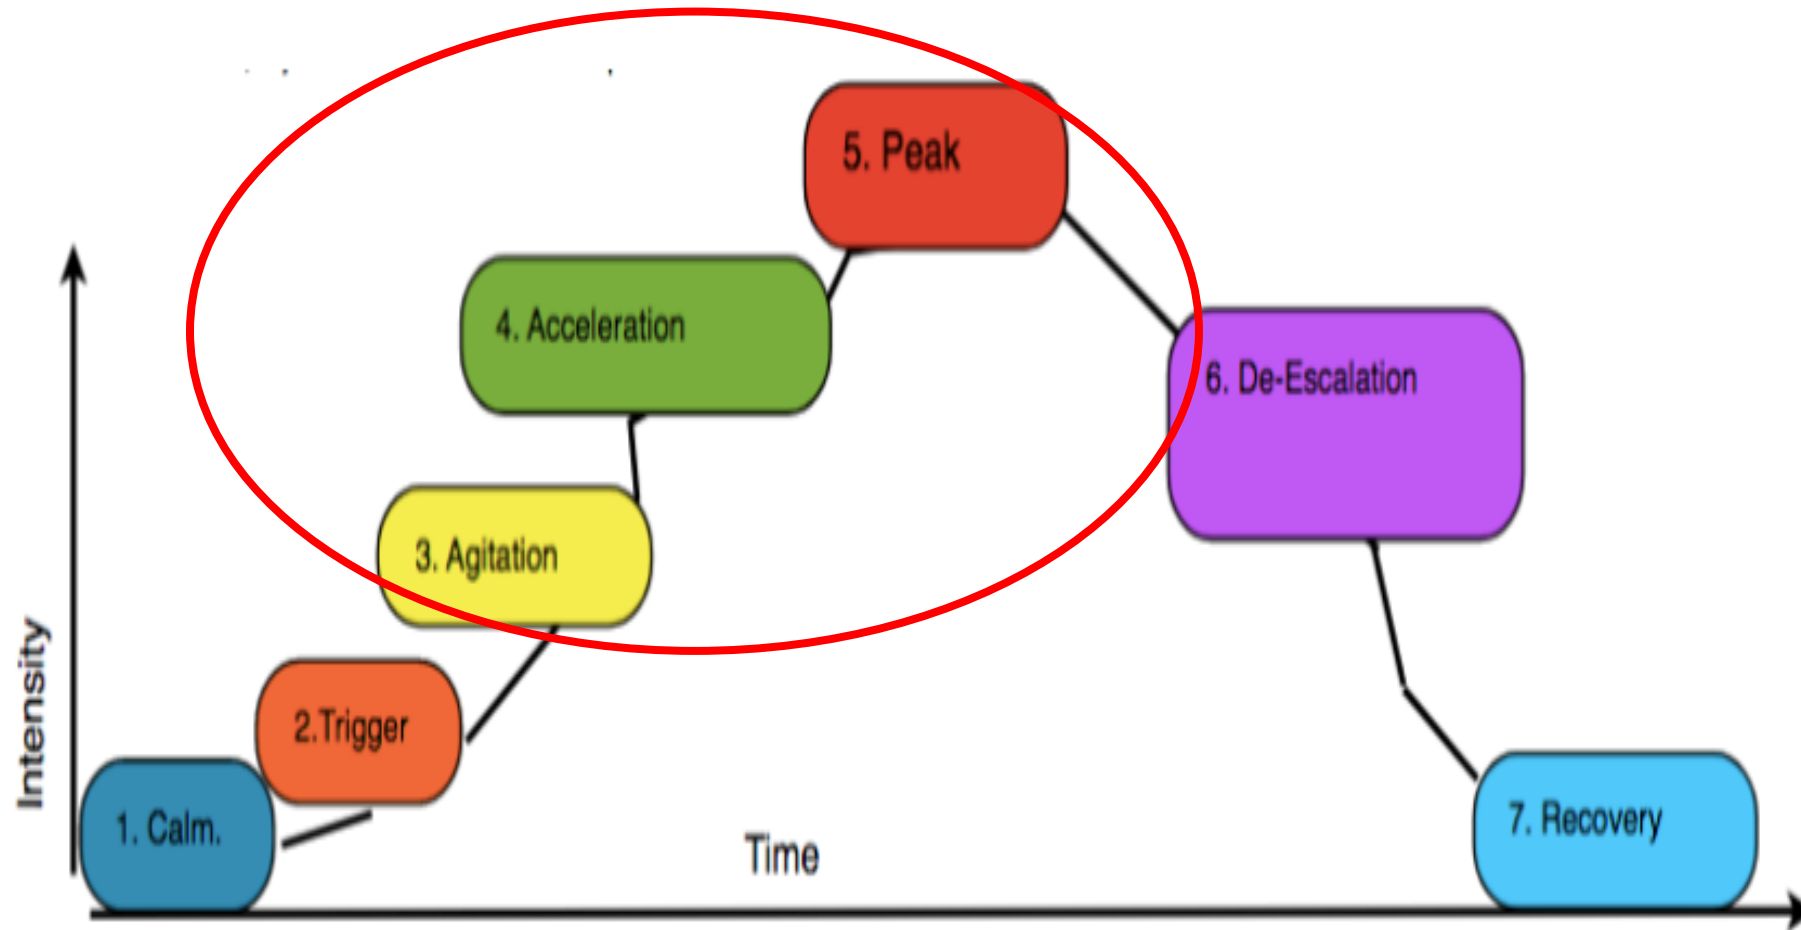 5. Peak
4. Acceleration
6. De-Escalation
3. Agitation
2.Trigger
1. Calm.
7. Recovery
Intensity
Time